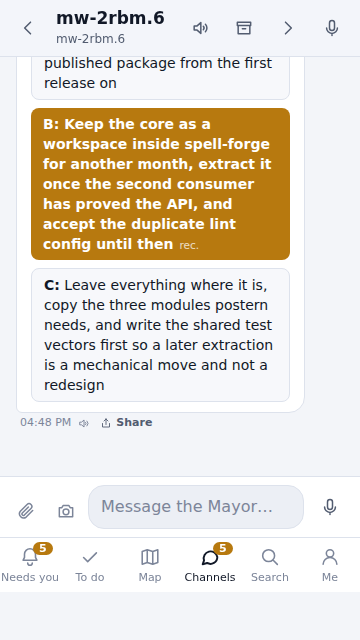 mw-2rbm.6
mw-2rbm.6
published package from the first
release on
B: Keep the core as a
workspace inside spell-forge
for another month, extract it
once the second consumer
has proved the API, and
accept the duplicate lint
config until then rec.
C: Leave everything where it is,
copy the three modules postern
needs, and write the shared test
vectors first so a later extraction
is a mechanical move and not a
redesign
04:48 PM Share
Message the Mayor…
5 5
Needs you To do Map Channels Search Me